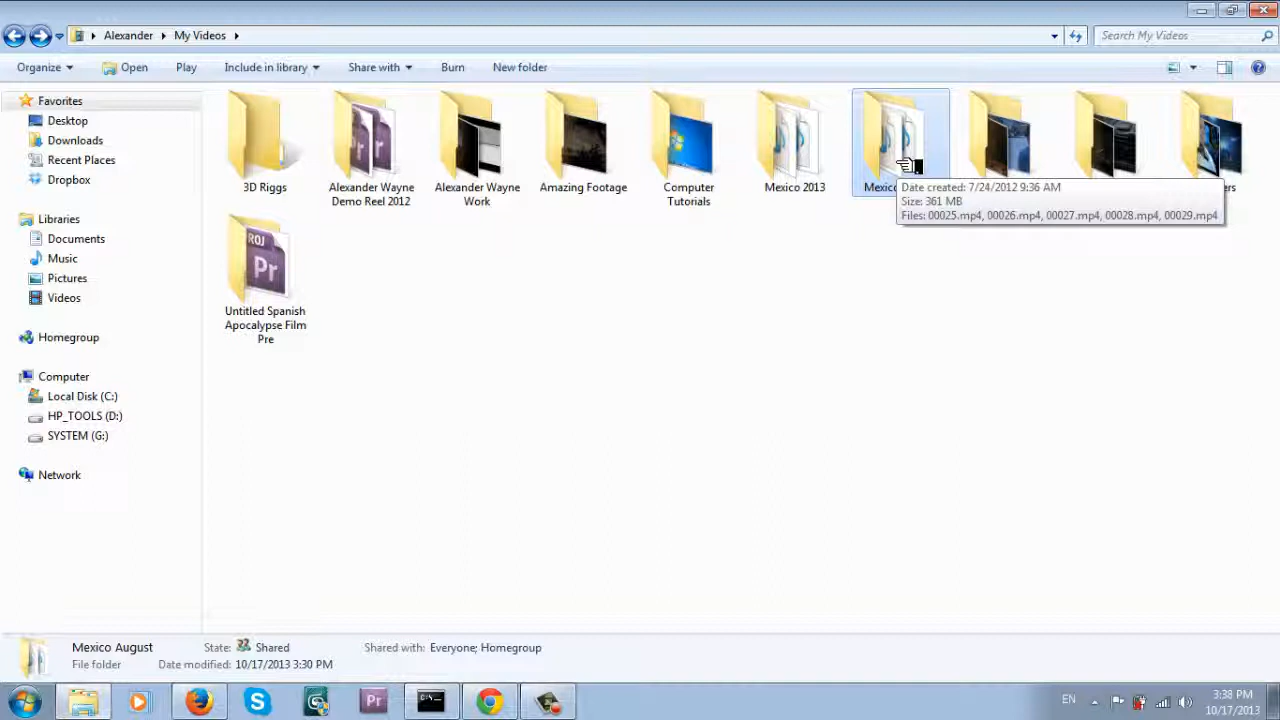 Alexander
My Videos
Search My Videos
Organize
Open
Play
Include in library
Share with
Burn
New folder
Favorites
Desktop
Downloads
Recent Places
Dropbox
Libraries
Documents
Music
Pictures
Videos
Homegroup
Computer
Local Disk (C:)
HP_TOOLS (D:)
SYSTEM (G:)
Network
3D Riggs
Alexander Wayne
Demo Reel 2012
Alexander Wayne
Work
Amazing Footage
Computer
Tutorials
Mexico 2013
Date created: 7/24/2012 9:36 AM
Size: 361 MB
Files: 00025.mp4, 00026.mp4, 00027.mp4, 00028.mp4, 00029.mp4
ROJ
Pr
Untitled Spanish
Apocalypse Film
Pre
Mexico August
State: Shared
Shared with: Everyone; Homegroup
File folder
Date modified: 10/17/2013 3:30 PM
Pr
EN
3:38 PM
10/17/2013